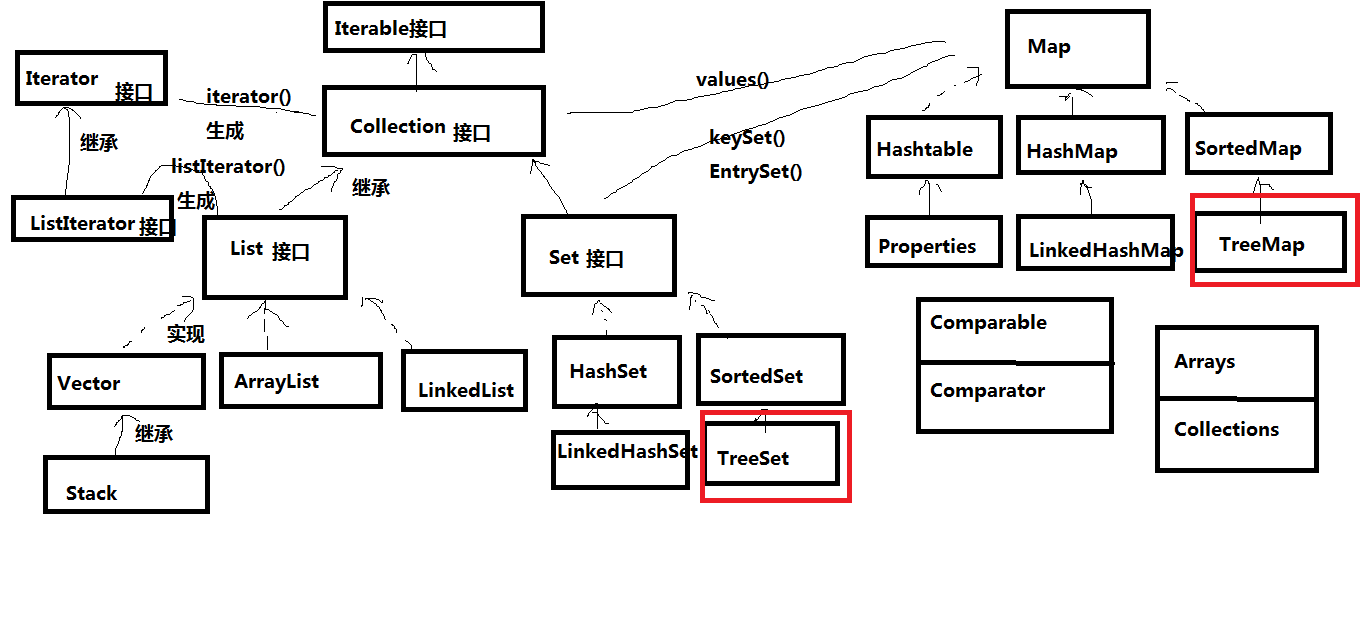 Iterable接口
Iterator 接口
iterator()
生成
Collection 接口
继承
listIterator()
生成
继承
ListIterator 接口
List 接口
Set 接口
values()
keySet()
EntrySet()
Map
Hashtable
HashMap
SortedMap
Properties
LinkedHashMap
TreeMap
实现
Vector
ArrayList
LinkedList
继承
Stack
HashSet
SortedSet
LinkedHashSet
TreeSet
Comparable
Comparator
Arrays
Collections